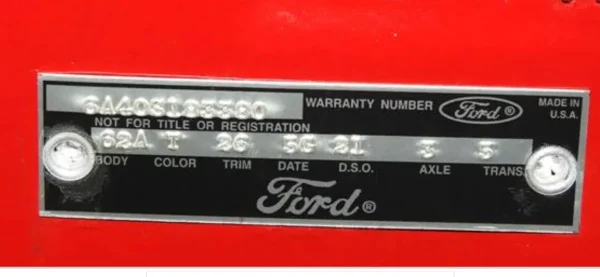 WARRANTY NUMBER Ford® MADE IN
U.S.A.
NOT FOR TITLE OR REGISTRATION
62A T 26 5G 21 3 5
BODY COLOR TRIM DATE D.S.O. AXLE TRANS.
Ford®